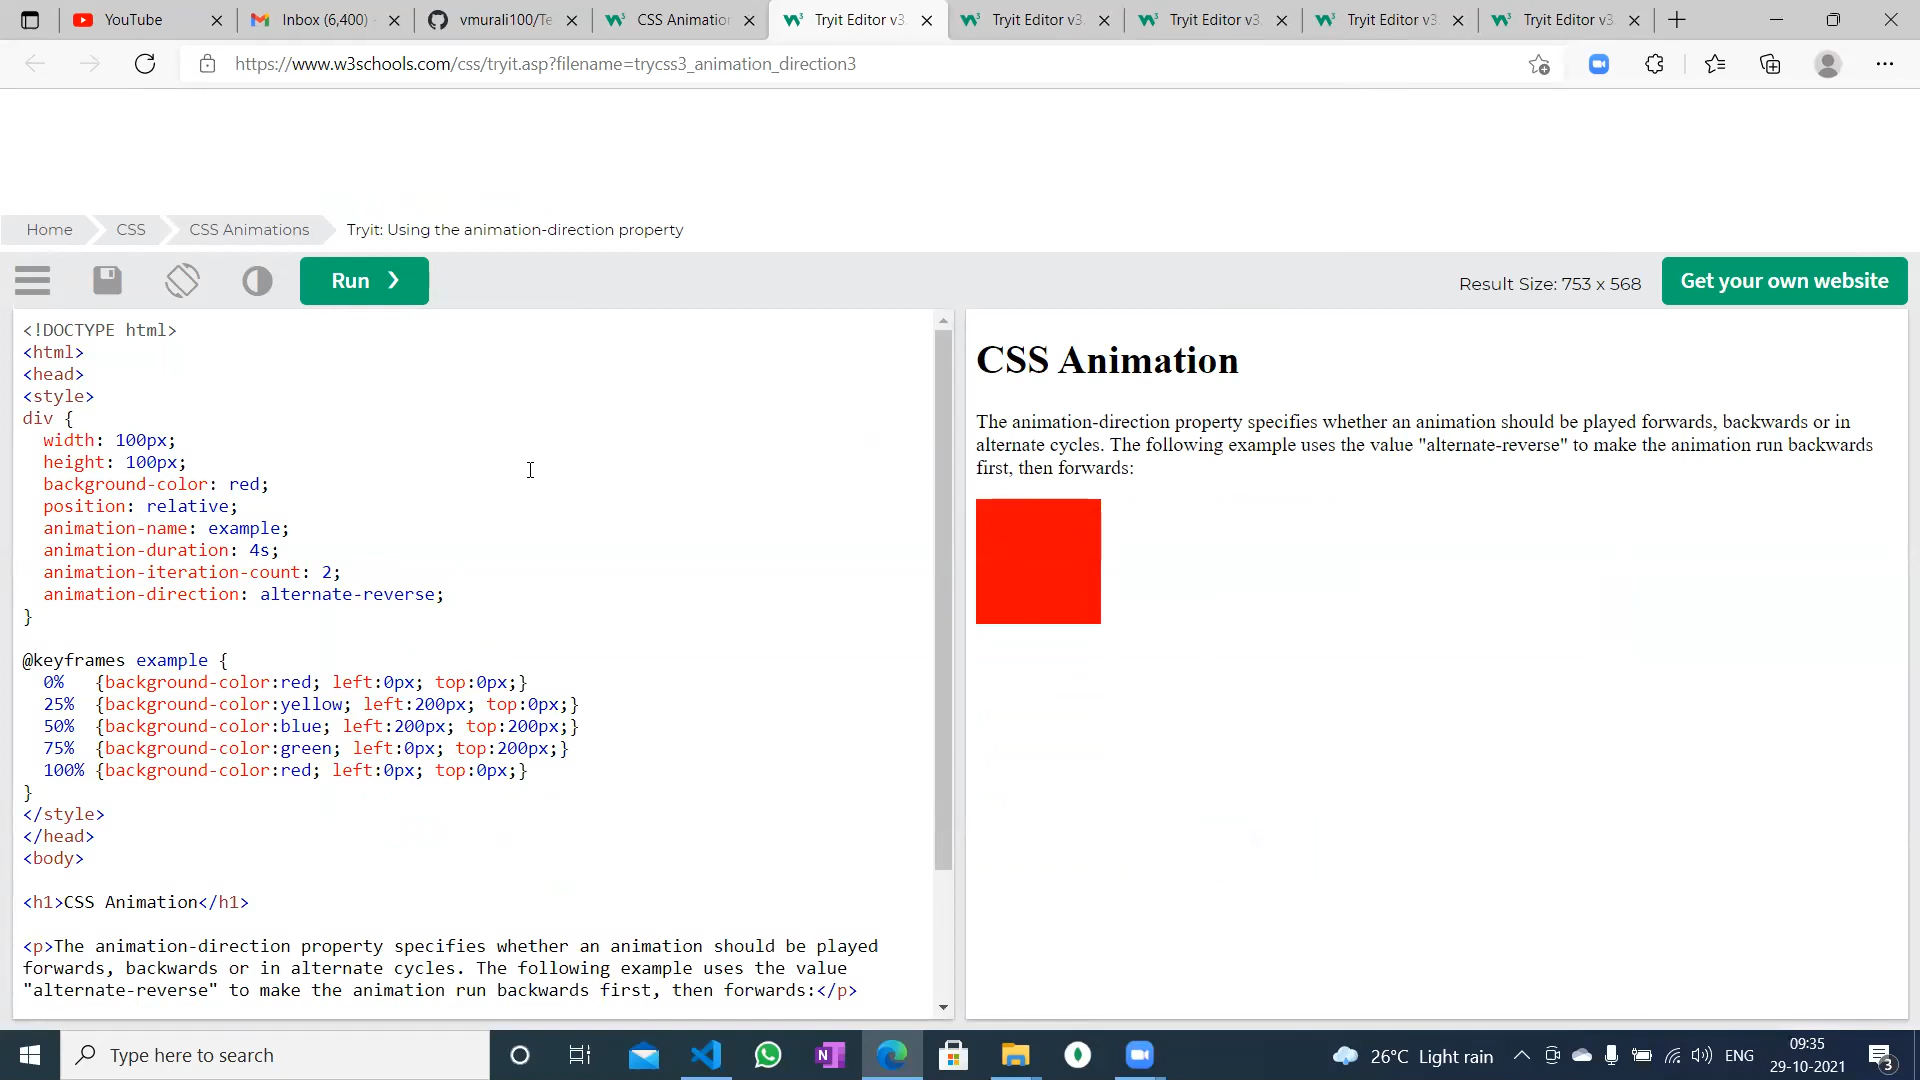 YouTube
Inbox (6,400)
vmurali100/Te
CSS Animation
Tryit Editor v3
Tryit Editor v3
Tryit Editor v3
Tryit Editor v3
Tryit Editor v3
https://www.w3schools.com/css/tryit.asp?filename=trycss3_animation_direction3
Home CSS CSS Animations Tryit: Using the animation-direction property
Run ❯
Result Size: 753 x 568
Get your own website
<!DOCTYPE html>
<html>
<head>
<style>
div {
  width: 100px;
  height: 100px;
  background-color: red;
  position: relative;
  animation-name: example;
  animation-duration: 4s;
  animation-iteration-count: 2;
  animation-direction: alternate-reverse;
}
@keyframes example {
  0%   {background-color:red; left:0px; top:0px;}
  25%  {background-color:yellow; left:200px; top:0px;}
  50%  {background-color:blue; left:200px; top:200px;}
  75%  {background-color:green; left:0px; top:200px;}
  100% {background-color:red; left:0px; top:0px;}
}
</style>
</head>
<body>
<h1>CSS Animation</h1>
<p>The animation-direction property specifies whether an animation should be played
forwards, backwards or in alternate cycles. The following example uses the value
"alternate-reverse" to make the animation run backwards first, then forwards:</p>
CSS Animation
The animation-direction property specifies whether an animation should be played forwards, backwards or in
alternate cycles. The following example uses the value "alternate-reverse" to make the animation run backwards
first, then forwards:
Type here to search
N
26°C Light rain
ENG
09:35
29-10-2021
3